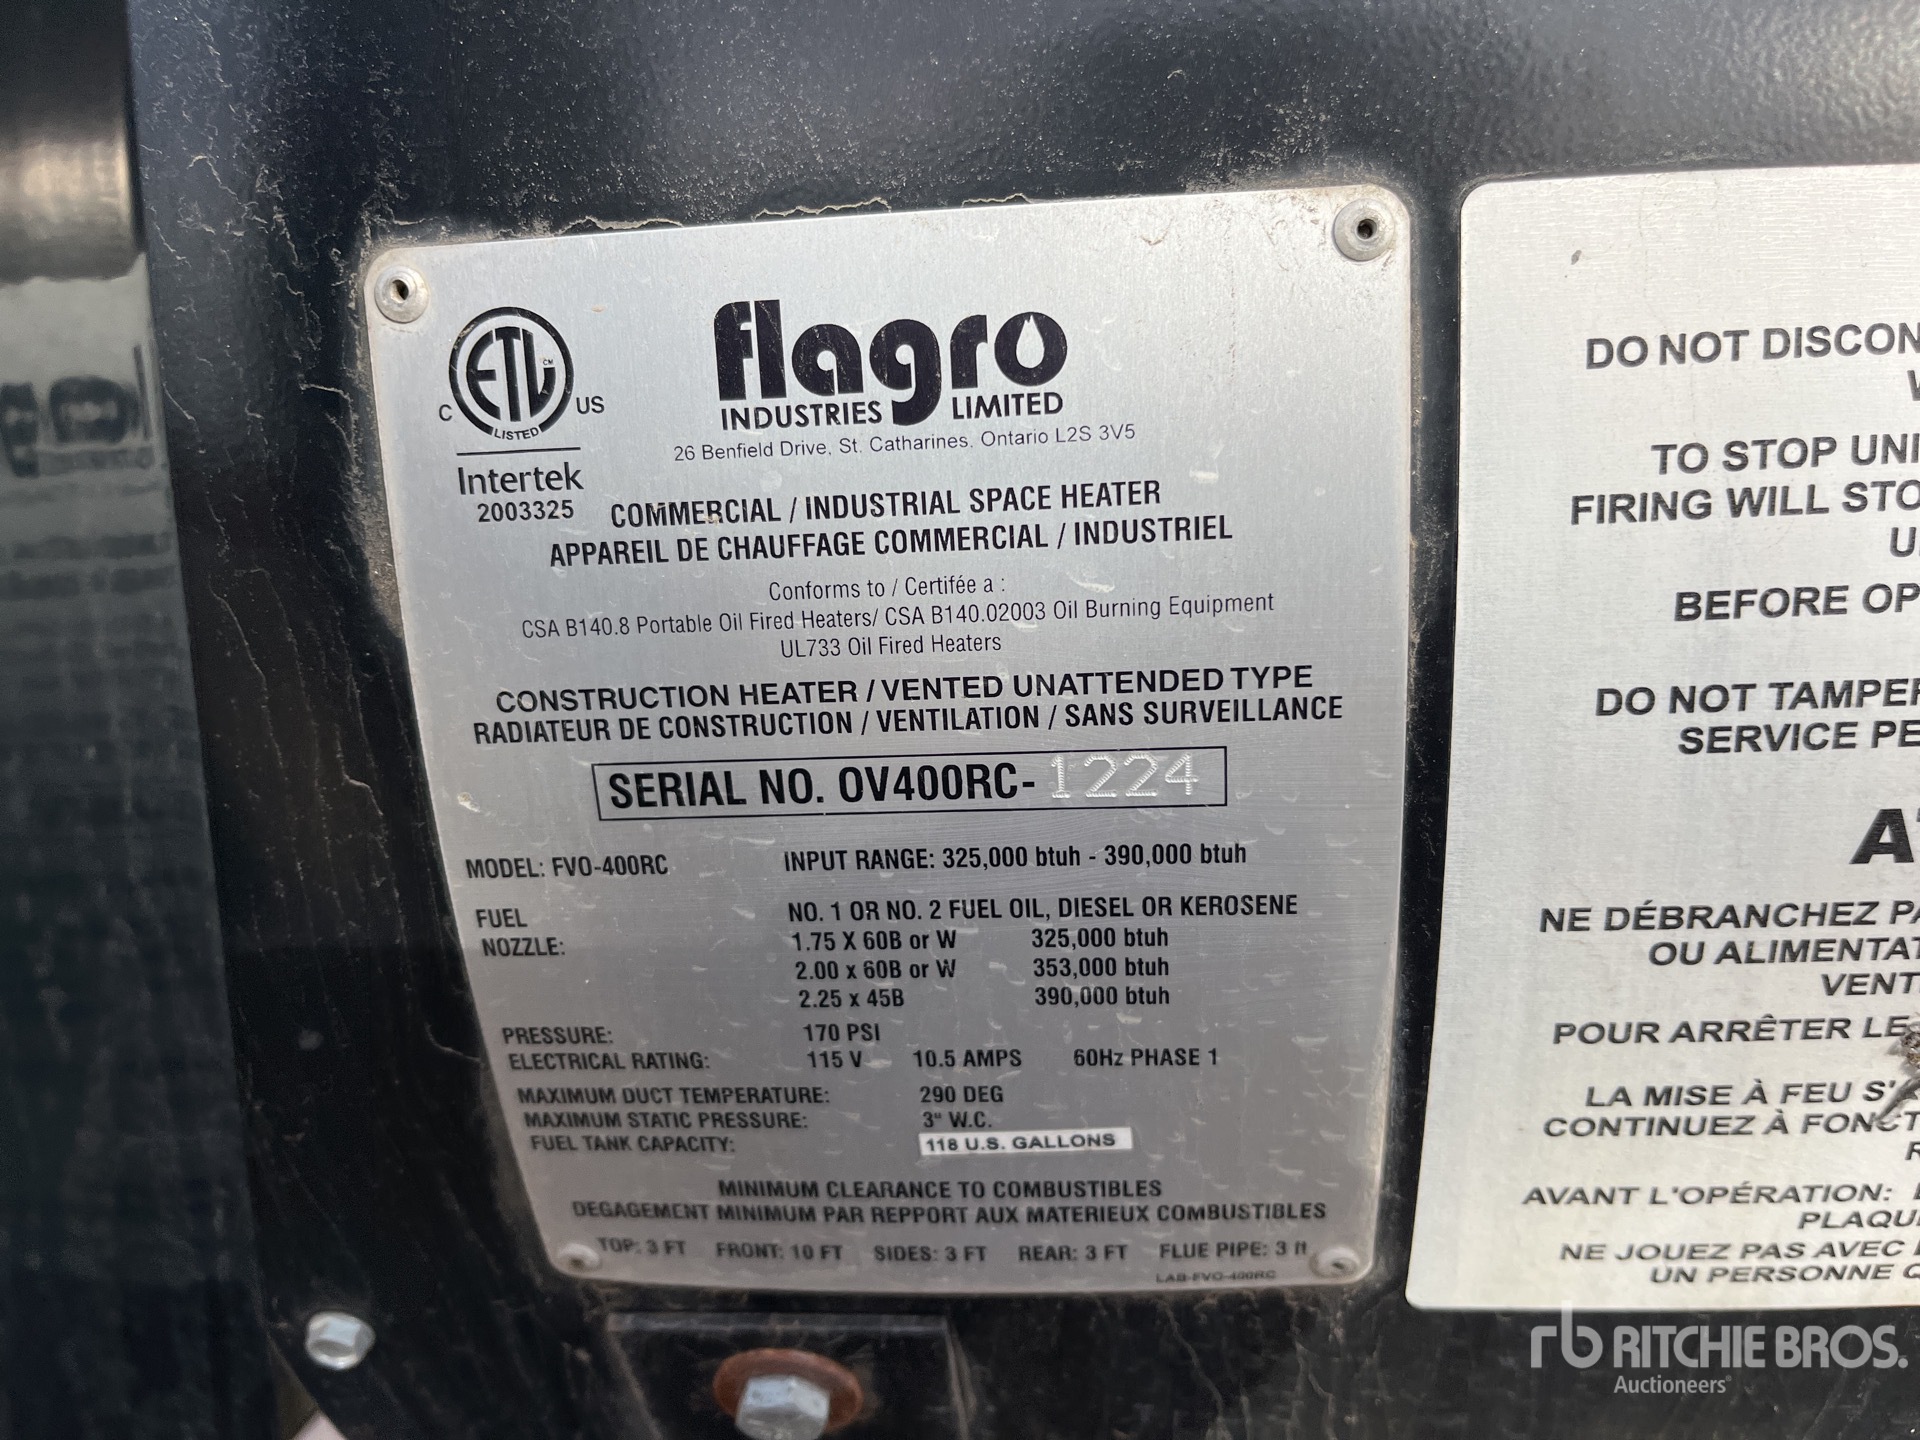 flagro
INDUSTRIES LIMITED
26 Benfield Drive, St. Catharines, Ontario L2S 3V5
C ETL CM US
LISTED
Intertek
2003325
COMMERCIAL / INDUSTRIAL SPACE HEATER
APPAREIL DE CHAUFFAGE COMMERCIAL / INDUSTRIEL
Conforms to / Certifée a :
CSA B140.8 Portable Oil Fired Heaters/ CSA B140.02003 Oil Burning Equipment
UL733 Oil Fired Heaters
CONSTRUCTION HEATER / VENTED UNATTENDED TYPE
RADIATEUR DE CONSTRUCTION / VENTILATION / SANS SURVEILLANCE
SERIAL NO. OV400RC- 1224
MODEL: FVO-400RC INPUT RANGE: 325,000 btuh - 390,000 btuh
FUEL NO. 1 OR NO. 2 FUEL OIL, DIESEL OR KEROSENE
NOZZLE: 1.75 X 60B or W 325,000 btuh
2.00 x 60B or W 353,000 btuh
2.25 x 45B 390,000 btuh
PRESSURE: 170 PSI
ELECTRICAL RATING: 115 V 10.5 AMPS 60Hz PHASE 1
MAXIMUM DUCT TEMPERATURE: 290 DEG
MAXIMUM STATIC PRESSURE: 3" W.C.
FUEL TANK CAPACITY: 118 U.S. GALLONS
MINIMUM CLEARANCE TO COMBUSTIBLES
DEGAGEMENT MINIMUM PAR REPPORT AUX MATERIEUX COMBUSTIBLES
TOP: 3 FT FRONT: 10 FT SIDES: 3 FT REAR: 3 FT FLUE PIPE: 3 ft
LAB-FVO-400RC
DO NOT DISCON
W
TO STOP UNI
FIRING WILL STO
U
BEFORE OP
DO NOT TAMPER
SERVICE PE
AT
NE DÉBRANCHEZ PA
OU ALIMENTAT
VENT
POUR ARRÊTER LE
LA MISE À FEU S'
CONTINUEZ À FONCT
R
AVANT L'OPÉRATION:
PLAQU
NE JOUEZ PAS AVEC
UN PERSONNE Q
rb RITCHIE BROS.
Auctioneers